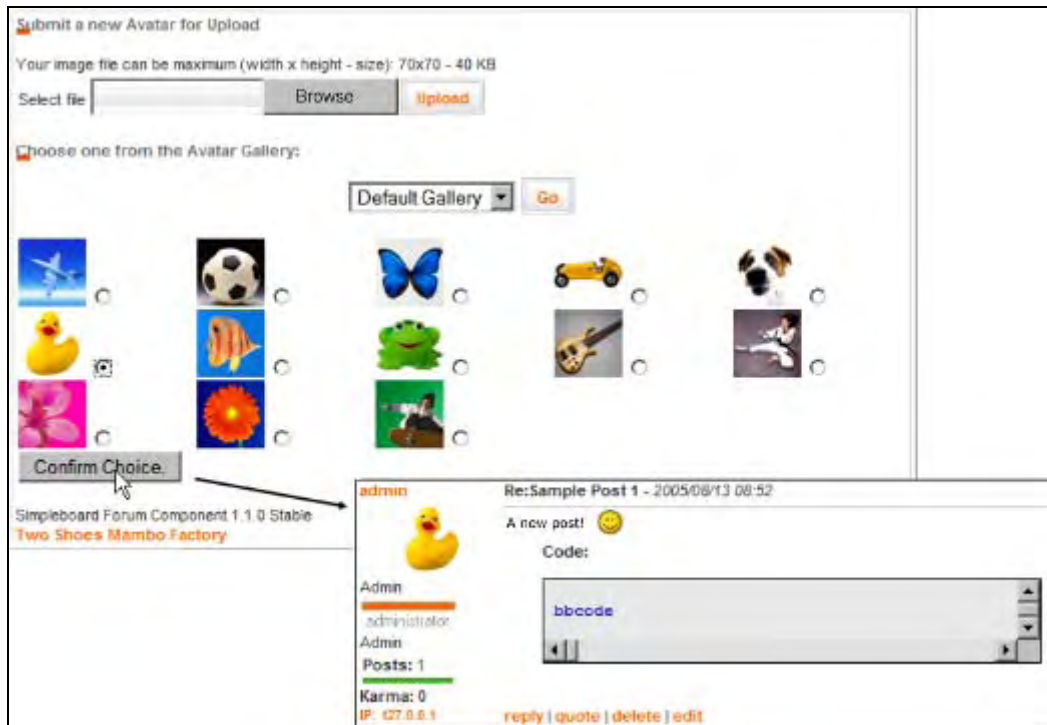 Submit a new Avatar for Upload
Your image file can be maximum (width x height - size): 70x70 - 40 KB
Select file Browse Upload
Choose one from the Avatar Gallery:
Default Gallery Go
Confirm Choice.
Simpleboard Forum Component 1.1.0 Stable
Two Shoes Mambo Factory
admin
Re:Sample Post 1 - 2005/08/13 08:52
A new post!
Code:
bbcode
Admin
administrator
Admin
Posts: 1
Karma: 0
IP: 127.0.0.1
reply | quote | delete | edit